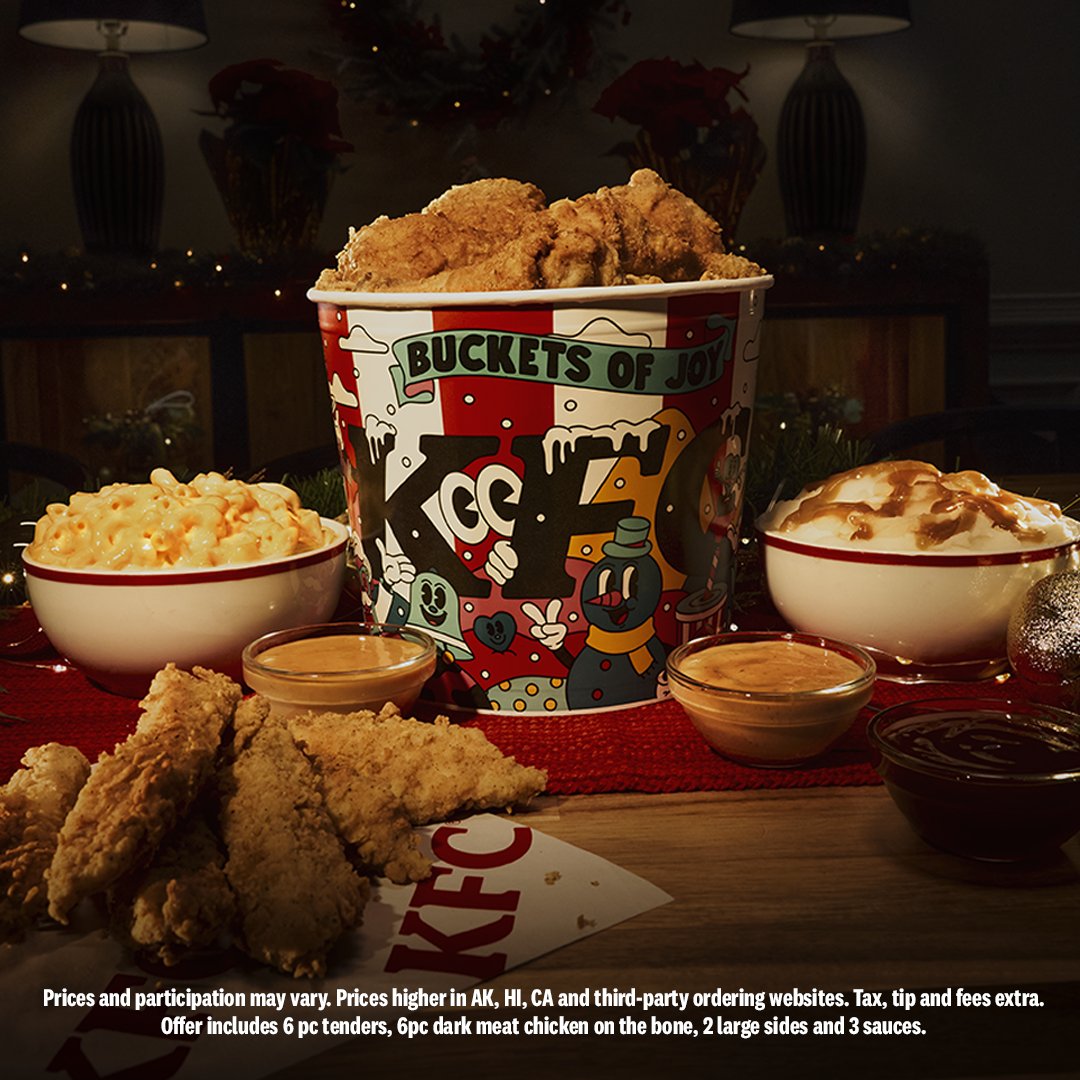 BUCKETS OF JOY
KFC
KFC
KFC
Prices and participation may vary. Prices higher in AK, HI, CA and third-party ordering websites. Tax, tip and fees extra.
Offer includes 6 pc tenders, 6pc dark meat chicken on the bone, 2 large sides and 3 sauces.